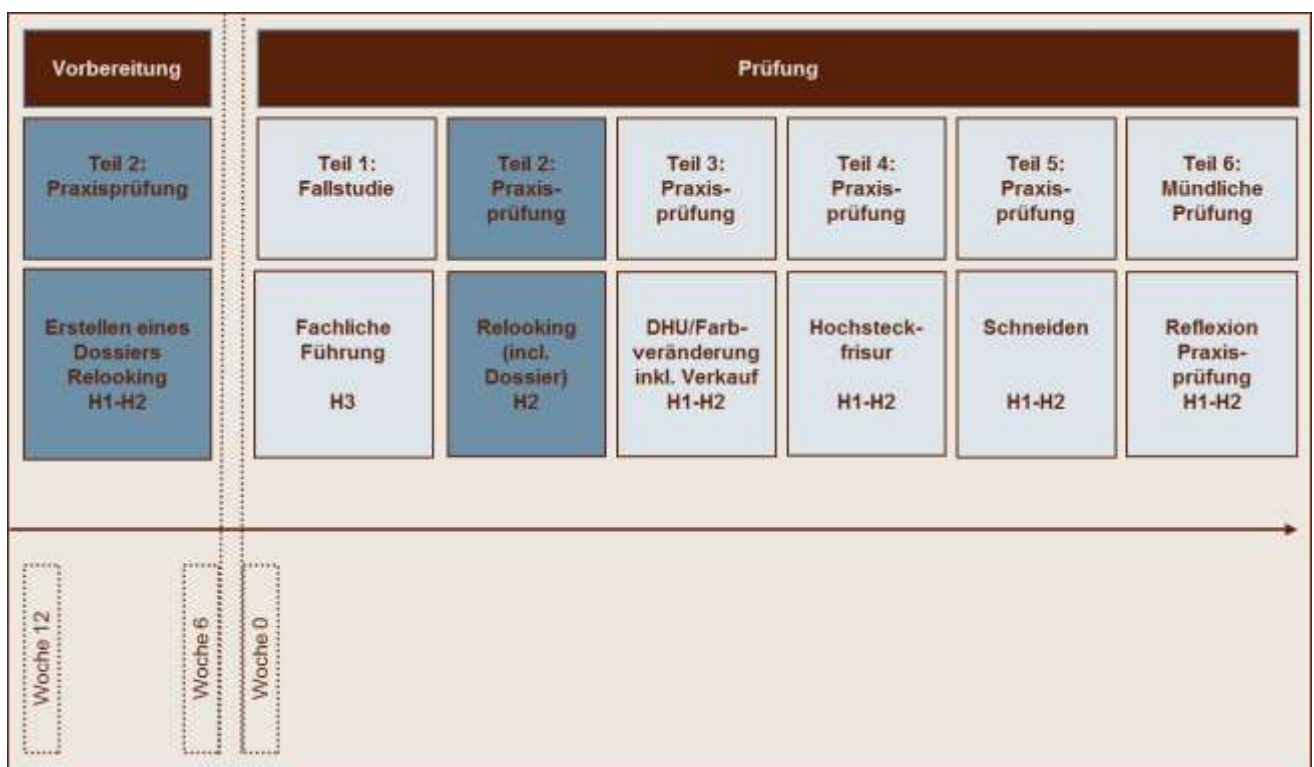 Vorbereitung
Prüfung
Teil 2:
Praxisprüfung
Teil 1:
Fallstudie
Teil 2:
Praxis-
prüfung
Teil 3:
Praxis-
prüfung
Teil 4:
Praxis-
prüfung
Teil 5:
Praxis-
prüfung
Teil 6:
Mündliche
Prüfung
Erstellen eines
Dossiers
Relooking
H1-H2
Fachliche
Führung
H3
Relooking
(incl.
Dossier)
H2
DHU/Farb-
veränderung
inkl. Verkauf
H1-H2
Hochsteck-
frisur
H1-H2
Schneiden
H1-H2
Reflexion
Praxis-
prüfung
H1-H2
Woche 12
Woche 6
Woche 0